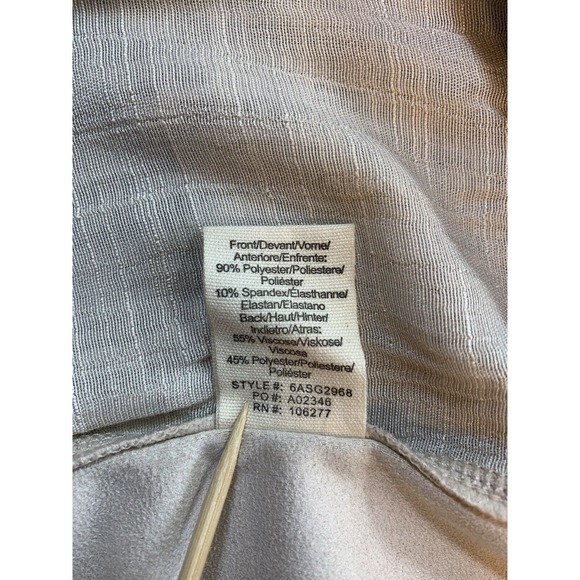 Front/Devant/Vorne/
Anteriore/Enfrente:
90% Polyester/Poliestere/
Poliéster
10% Spandex/Élasthanne/
Elastan/Elastano
Back/Haut/Hinter/
Indietro/Atras:
55% Viscose/Viskose/
Viscosa
45% Polyester/Poliestere/
Poliéster
STYLE #: 6ASG2968
PO #: A02346
RN #: 106277